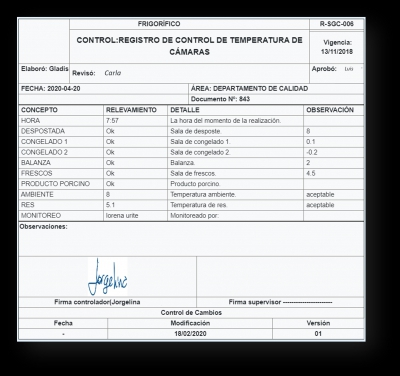 FRIGORÍFICO
R-SGC-006
CONTROL:REGISTRO DE CONTROL DE TEMPERATURA DE CÁMARAS
Vigencia:
13/11/2018
Elaboró: Gladis
Revisó: Carla
Aprobó: Luis
FECHA: 2020-04-20
ÁREA: DEPARTAMENTO DE CALIDAD
Documento Nº: 843
CONCEPTO RELEVAMIENTO DETALLE OBSERVACIÓN
HORA 7:57 La hora del momento de la realización.
DESPOSTADA Ok Sala de desposte. 8
CONGELADO 1 Ok Sala de congelado 1. 0.1
CONGELADO 2 Ok Sala de congelado 2. -0.2
BALANZA Ok Balanza. 2
FRESCOS Ok Sala de frescos. 4.5
PRODUCTO PORCINO Ok Producto porcino.
AMBIENTE 8 Temperatura ambiente. aceptable
RES 5.1 Temperatura de res. aceptable
MONITOREO lorena urite Monitoreado por:
Observaciones:
Jorgelina
Firma controlador|Jorgelina
Firma supervisor -----------------------
Control de Cambios
Fecha Modificación Versión
- 18/02/2020 01